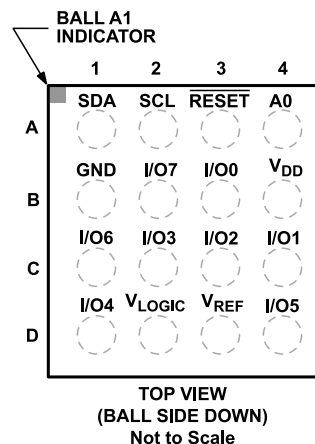 BALL A1
INDICATOR
1 2 3 4
SDA SCL RESET A0
A
GND I/O7 I/O0 VDD
B
I/O6 I/O3 I/O2 I/O1
C
I/O4 VLOGIC VREF I/O5
D
TOP VIEW
(BALL SIDE DOWN)
Not to Scale